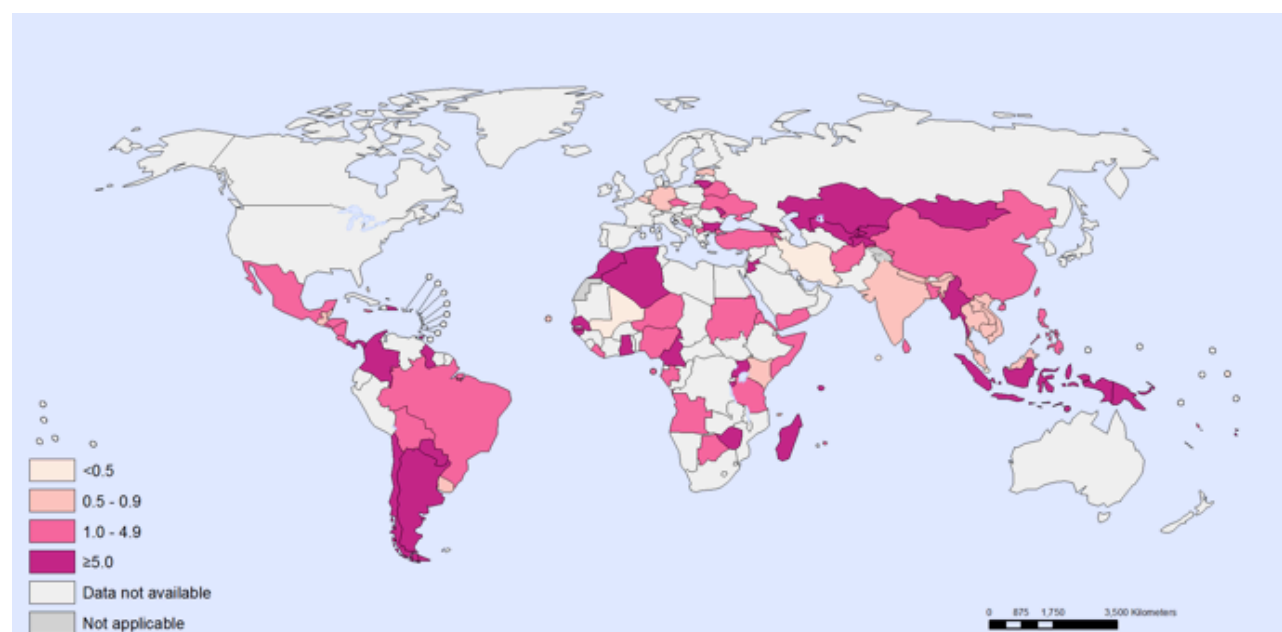 <0.5
0.5 - 0.9
1.0 - 4.9
≥5.0
Data not available
Not applicable
0 875 1,750 3,500 Kilometers